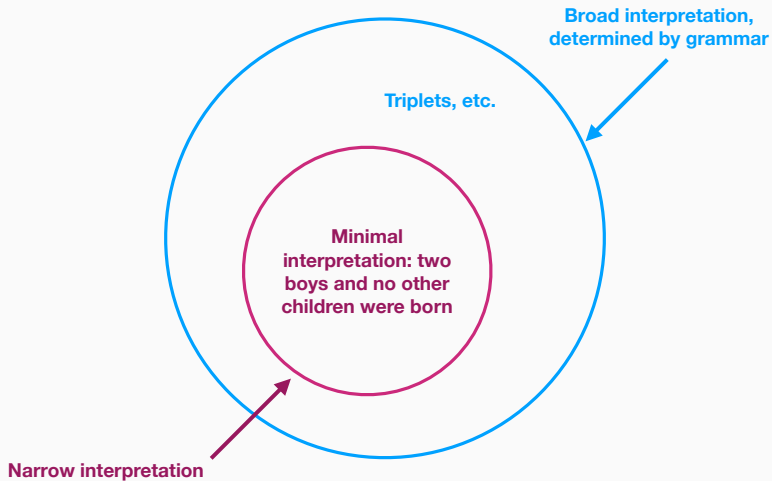 Broad interpretation,
determined by grammar
Triplets, etc.
Minimal
interpretation: two
boys and no other
children were born
Narrow interpretation